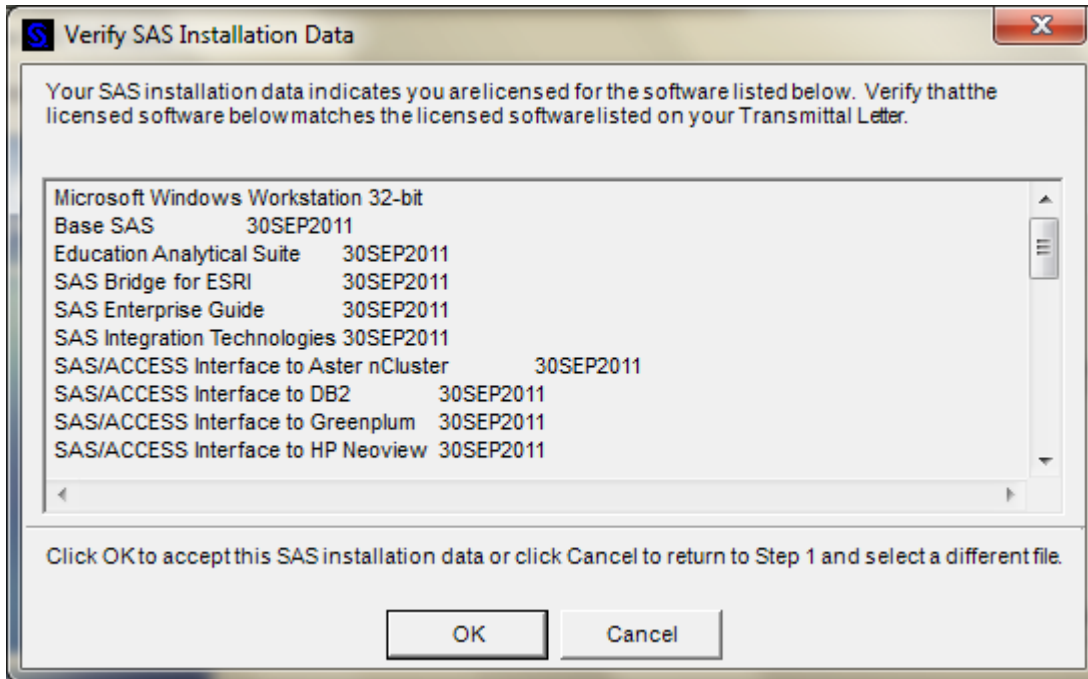 Verify SAS Installation Data
Your SAS installation data indicates you are licensed for the software listed below. Verify that the
licensed software below matches the licensed software listed on your Transmittal Letter.
Microsoft Windows Workstation 32-bit
Base SAS 30SEP2011
Education Analytical Suite 30SEP2011
SAS Bridge for ESRI 30SEP2011
SAS Enterprise Guide 30SEP2011
SAS Integration Technologies 30SEP2011
SAS/ACCESS Interface to Aster nCluster 30SEP2011
SAS/ACCESS Interface to DB2 30SEP2011
SAS/ACCESS Interface to Greenplum 30SEP2011
SAS/ACCESS Interface to HP Neoview 30SEP2011
Click OK to accept this SAS installation data or click Cancel to return to Step 1 and select a different file.
OK Cancel